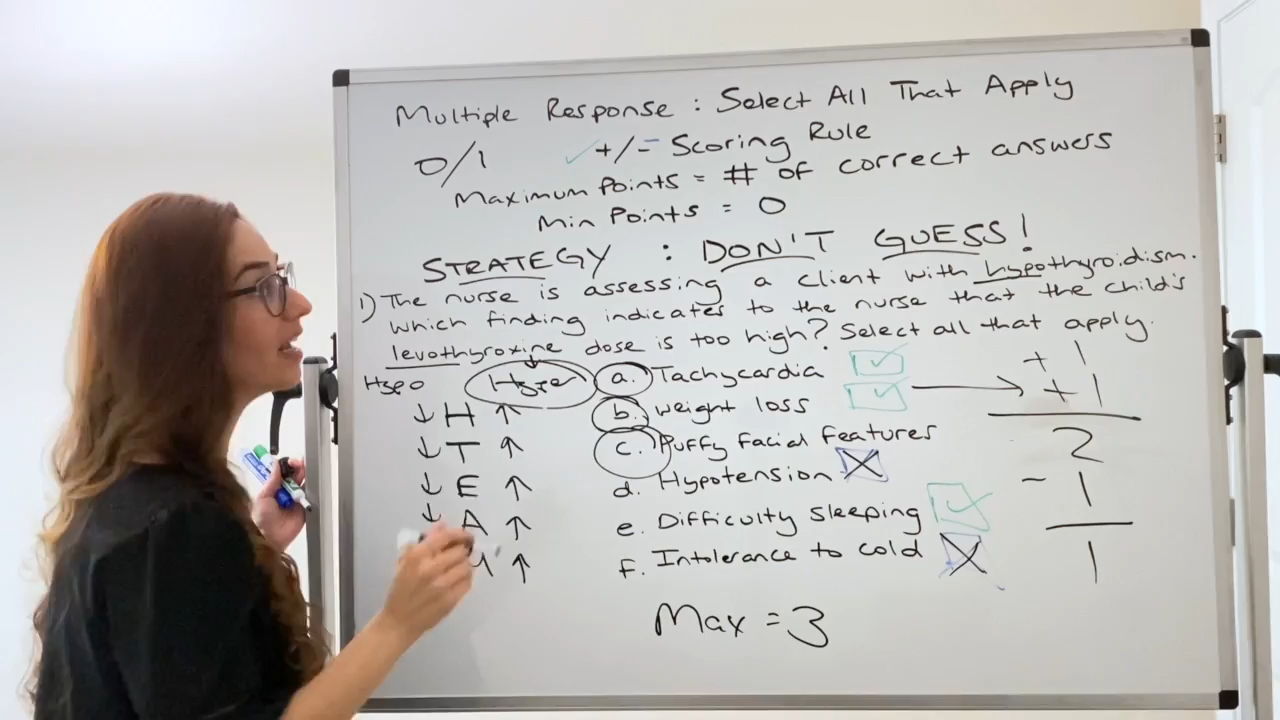 Multiple Response : Select All That Apply
0/1 ✓ +/- Scoring Rule
Maximum Points = # of correct answers
Min Points = 0
STRATEGY : DON'T GUESS!
1) The nurse is assessing a client with hypothyroidism.
which finding indicates to the nurse that the child's
levothyroxine dose is too high? Select all that apply.
Hypo Hyper a. Tachycardia ✓ + 1
↓ H ↑ b. weight loss ✓ → + 1
↓ T ↑ c. Puffy facial features 2
↓ E ↑ d. Hypotension X - 1
↓ A ↑ e. Difficulty sleeping ✓
↑ f. Intolerance to cold X 1
Max = 3